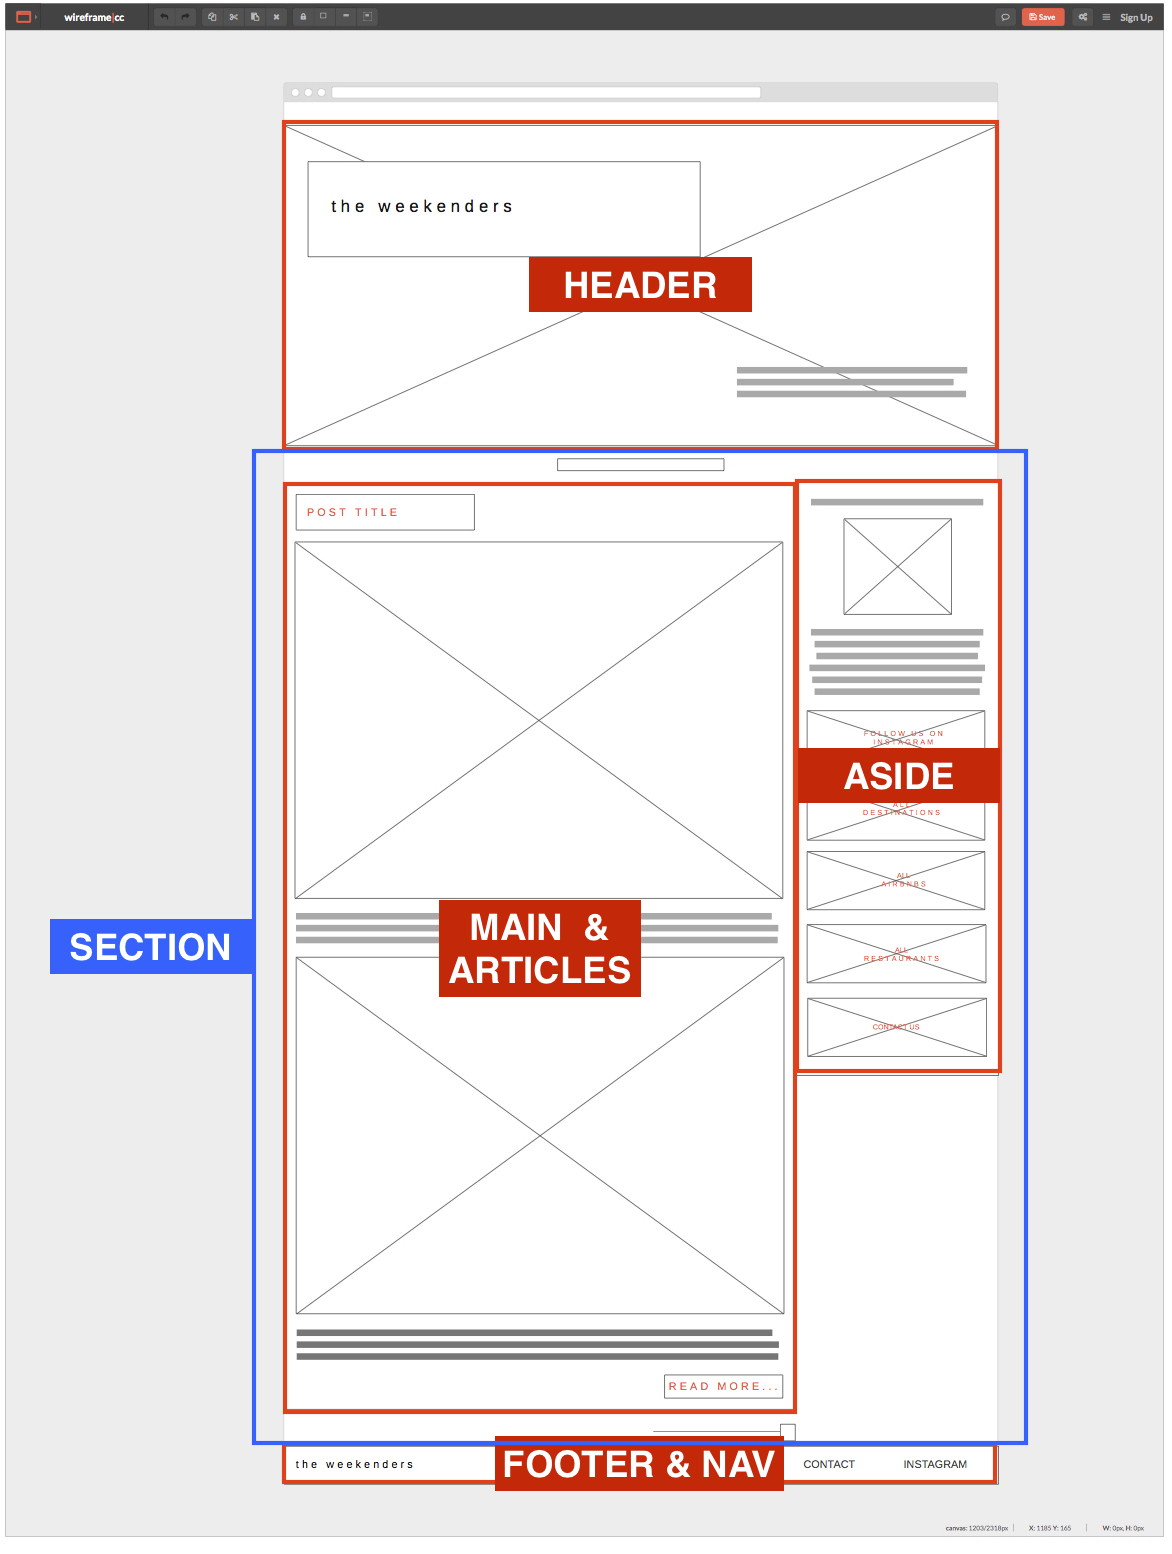 wireframe|cc
Save
Sign Up
the weekenders
HEADER
POST TITLE
FOLLOW US ON
INSTAGRAM
ASIDE
ALL
DESTINATIONS
ALL
AIRBNBS
MAIN &
ARTICLES
SECTION
ALL
RESTAURANTS
CONTACT US
READ MORE...
the weekenders
FOOTER & NAV
CONTACT
INSTAGRAM
canvas: 1203/2318px
X: 1185 Y: 165
W: 0px, H: 0px